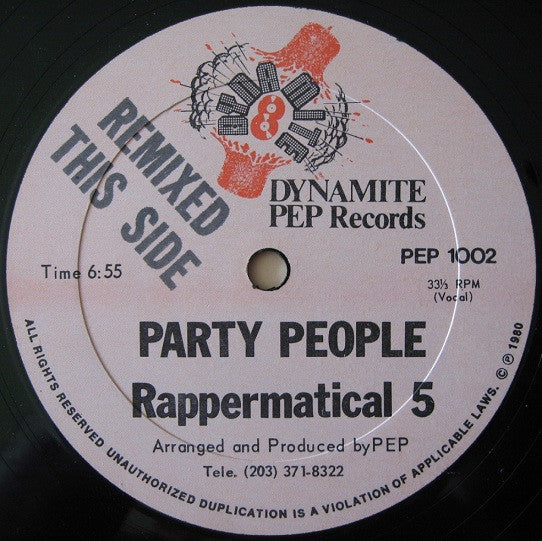 REMIXED
THIS SIDE
DYNAMITE
PEP Records
PEP 1002
Time 6:55
33⅓ RPM
(Vocal)
PARTY PEOPLE
Rappermatical 5
Arranged and Produced byPEP
Tele. (203) 371-8322
ALL RIGHTS RESERVED UNAUTHORIZED DUPLICATION IS A VIOLATION OF APPLICABLE LAWS. © ℗ 1980